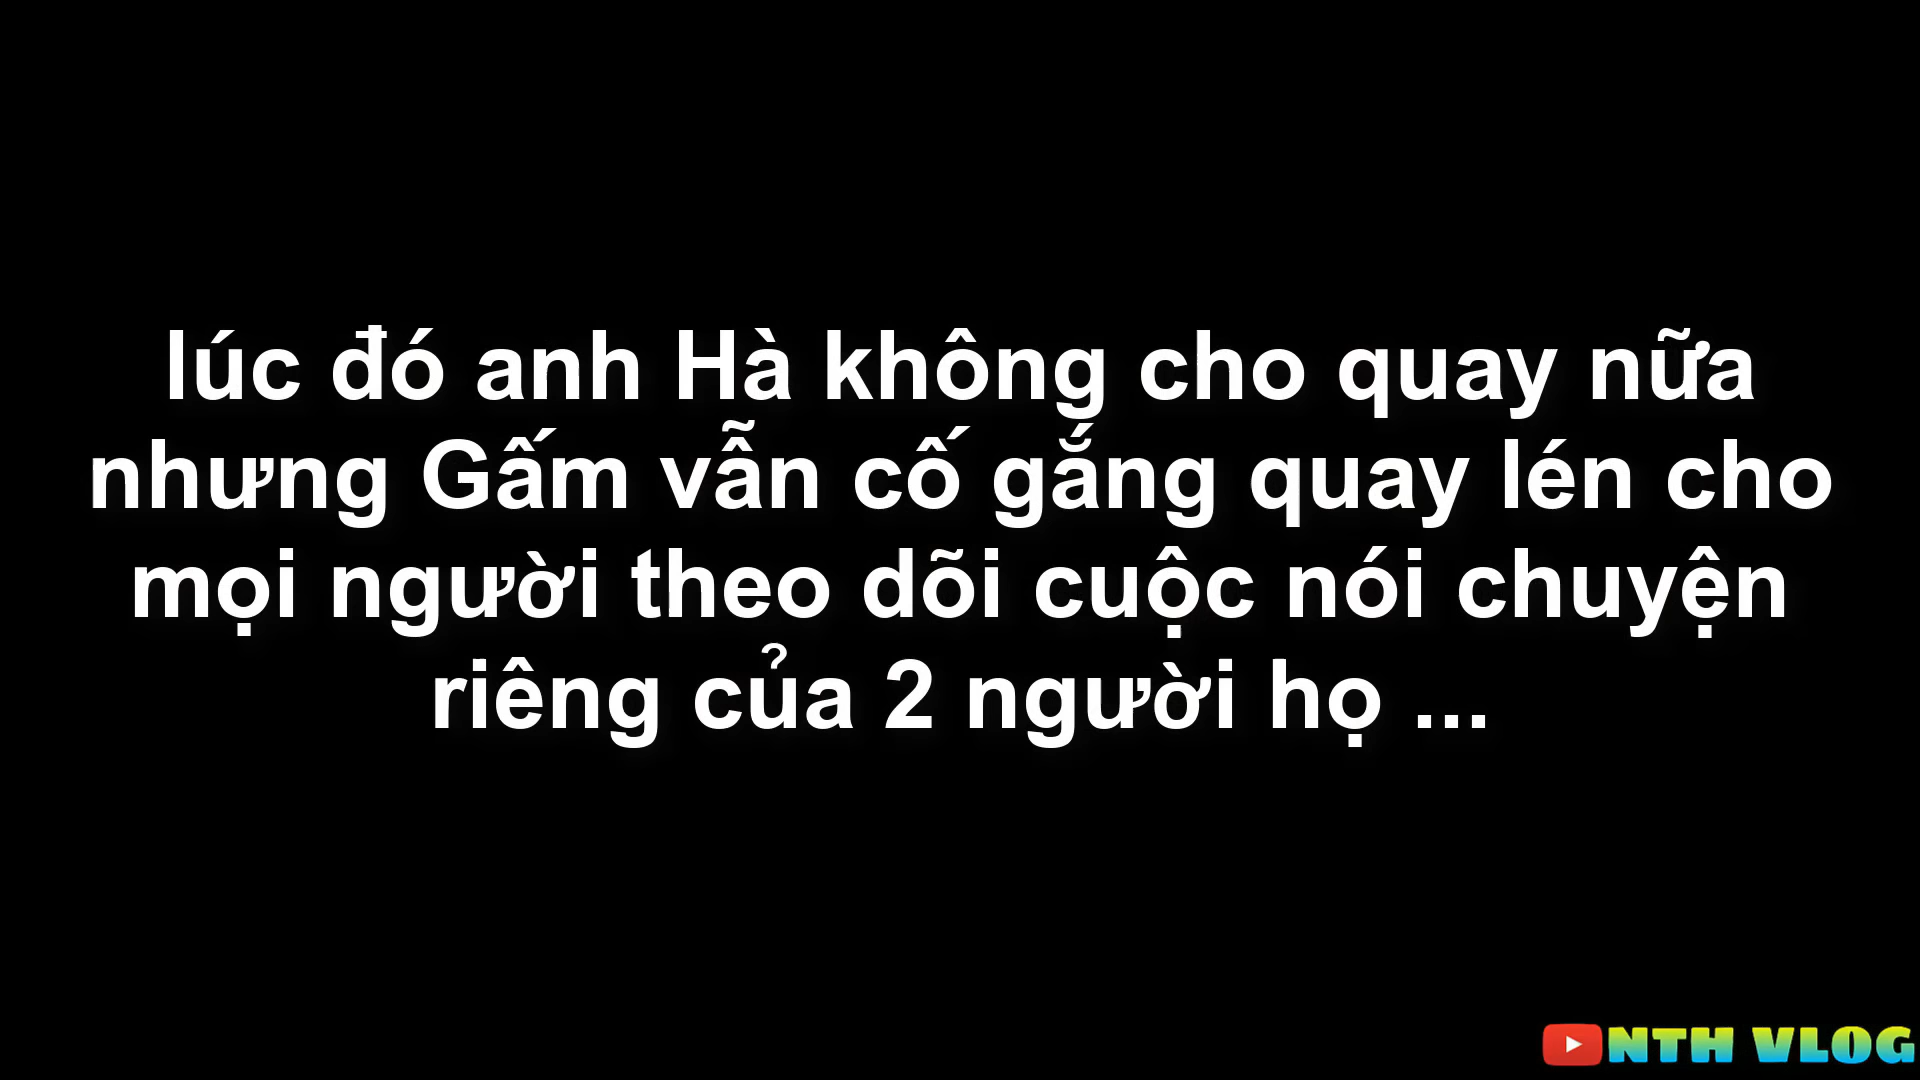 lúc đó anh Hà không cho quay nữa
nhưng Gấm vẫn cố gắng quay lén cho
mọi người theo dõi cuộc nói chuyện
riêng của 2 người họ ...
NTH VLOG